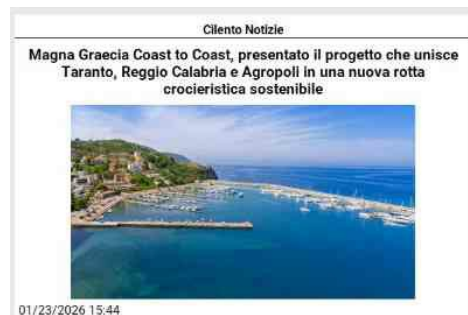 Cilento Notizie
Magna Graecia Coast to Coast, presentato il progetto che unisce
Taranto, Reggio Calabria e Agropoli in una nuova rotta
crocieristica sostenibile
01/23/2026 15:44